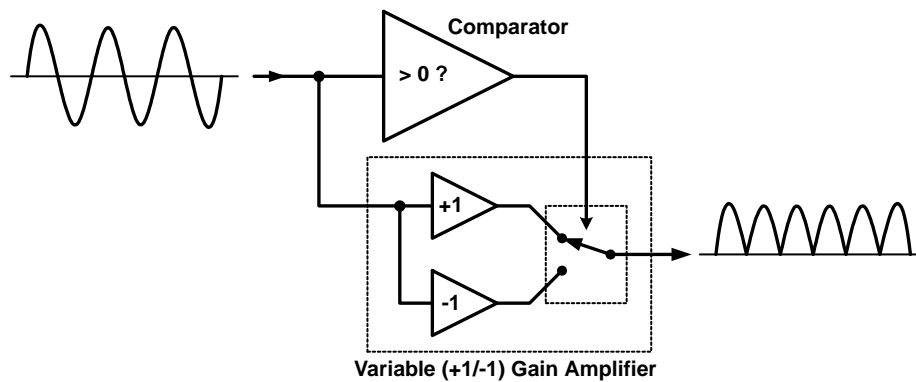 Comparator
> 0 ?
+1
-1
Variable (+1/-1) Gain Amplifier